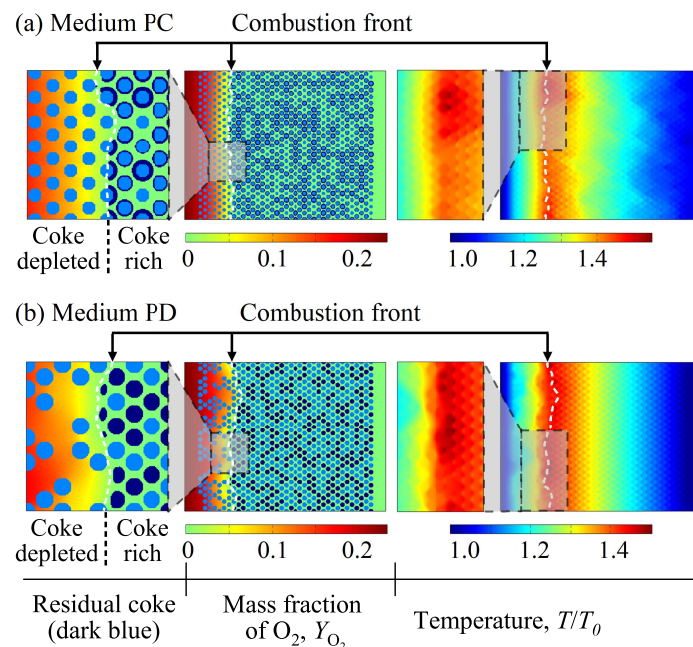 (a) Medium PC Combustion front
Coke depleted Coke rich
0 0.1 0.2
1.0 1.2 1.4
(b) Medium PD Combustion front
Coke depleted Coke rich
0 0.1 0.2
1.0 1.2 1.4
Residual coke (dark blue)
Mass fraction of O₂, Y_O₂
Temperature, T/T₀